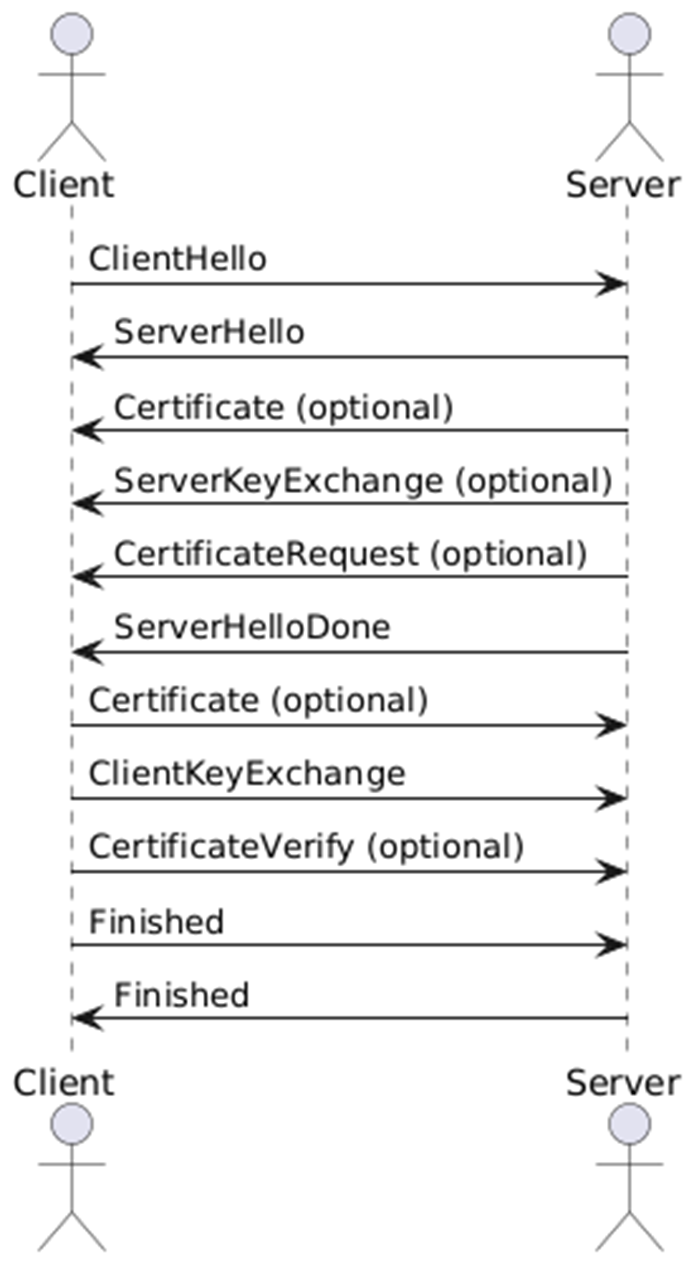 Client Server
ClientHello
ServerHello
Certificate (optional)
ServerKeyExchange (optional)
CertificateRequest (optional)
ServerHelloDone
Certificate (optional)
ClientKeyExchange
CertificateVerify (optional)
Finished
Finished
Client Server